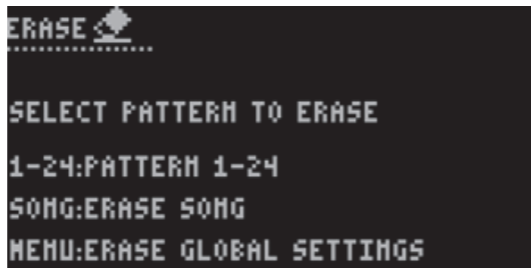 ERASE
SELECT PATTERN TO ERASE
1-24:PATTERN 1-24
SONG:ERASE SONG
MENU:ERASE GLOBAL SETTINGS